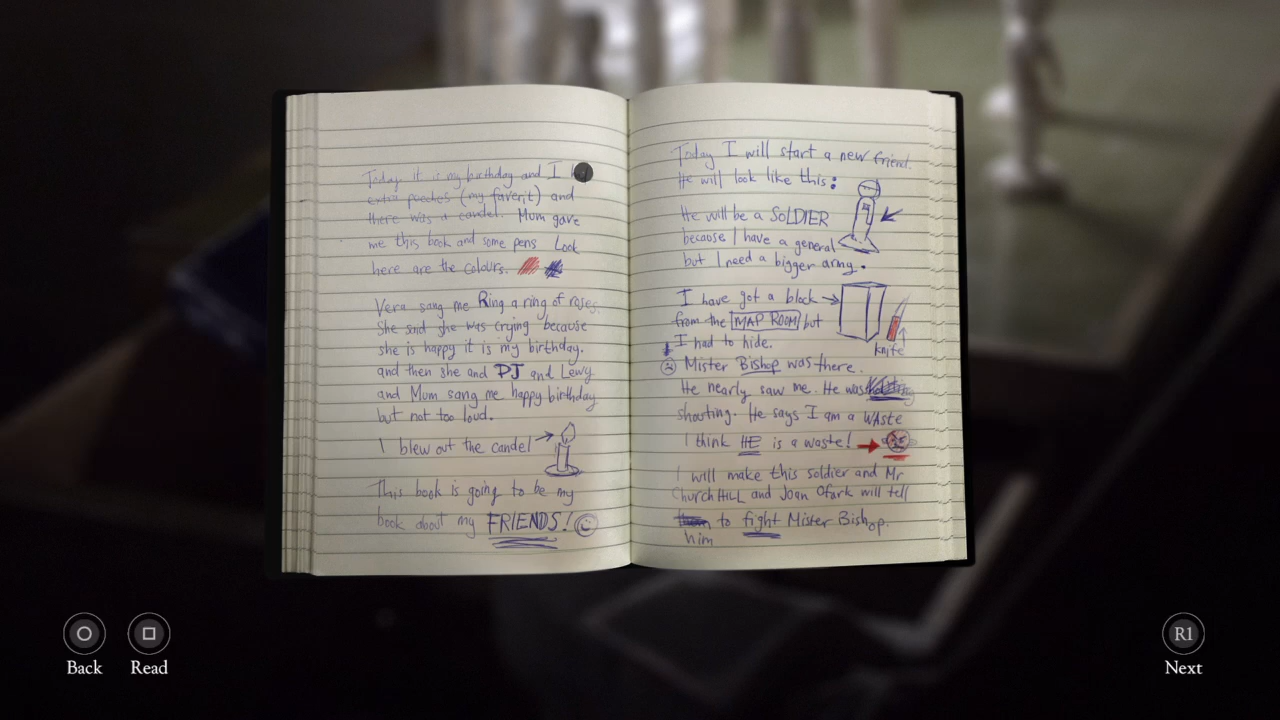 Today it is my birthday and I
extra peeches (my faverit) and
there was a candel. Mum gave
me this book and some pens Look
here are the colours.
Vera sang me Ring a ring of roses.
She said she was crying because
she is happy it is my birthday.
and then she and PJ and Lewy
and Mum sang me happy birthday
but not too loud.
I blew out the candel
This book is going to be my
book about my FRIENDS!
Today I will start a new friend.
He will look like this:
He will be a SOLDIER
because I have a general
but I need a bigger army.
I have got a block
from the MAP ROOM but
I had to hide.
knife
Mister Bishop was there.
He nearly saw me. He was
shouting. He says I am a WASte
I think HE is a waste!
I will make this soldier and Mr
ChurcHILL and Joan Ofark will tell
him to fight Mister Bishop.
Back
Read
R1
Next